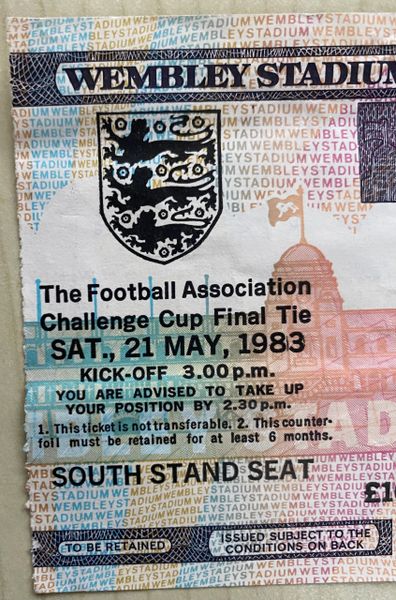 WEMBLEY STADIUM
The Football Association
Challenge Cup Final Tie
SAT., 21 MAY, 1983
KICK-OFF 3.00 p.m.
YOU ARE ADVISED TO TAKE UP
YOUR POSITION BY 2.30 p.m.
1. This ticket is not transferable. 2. This counter-
foil must be retained for at least 6 months.
SOUTH STAND SEAT
£1
TO BE RETAINED
ISSUED SUBJECT TO THE
CONDITIONS ON BACK